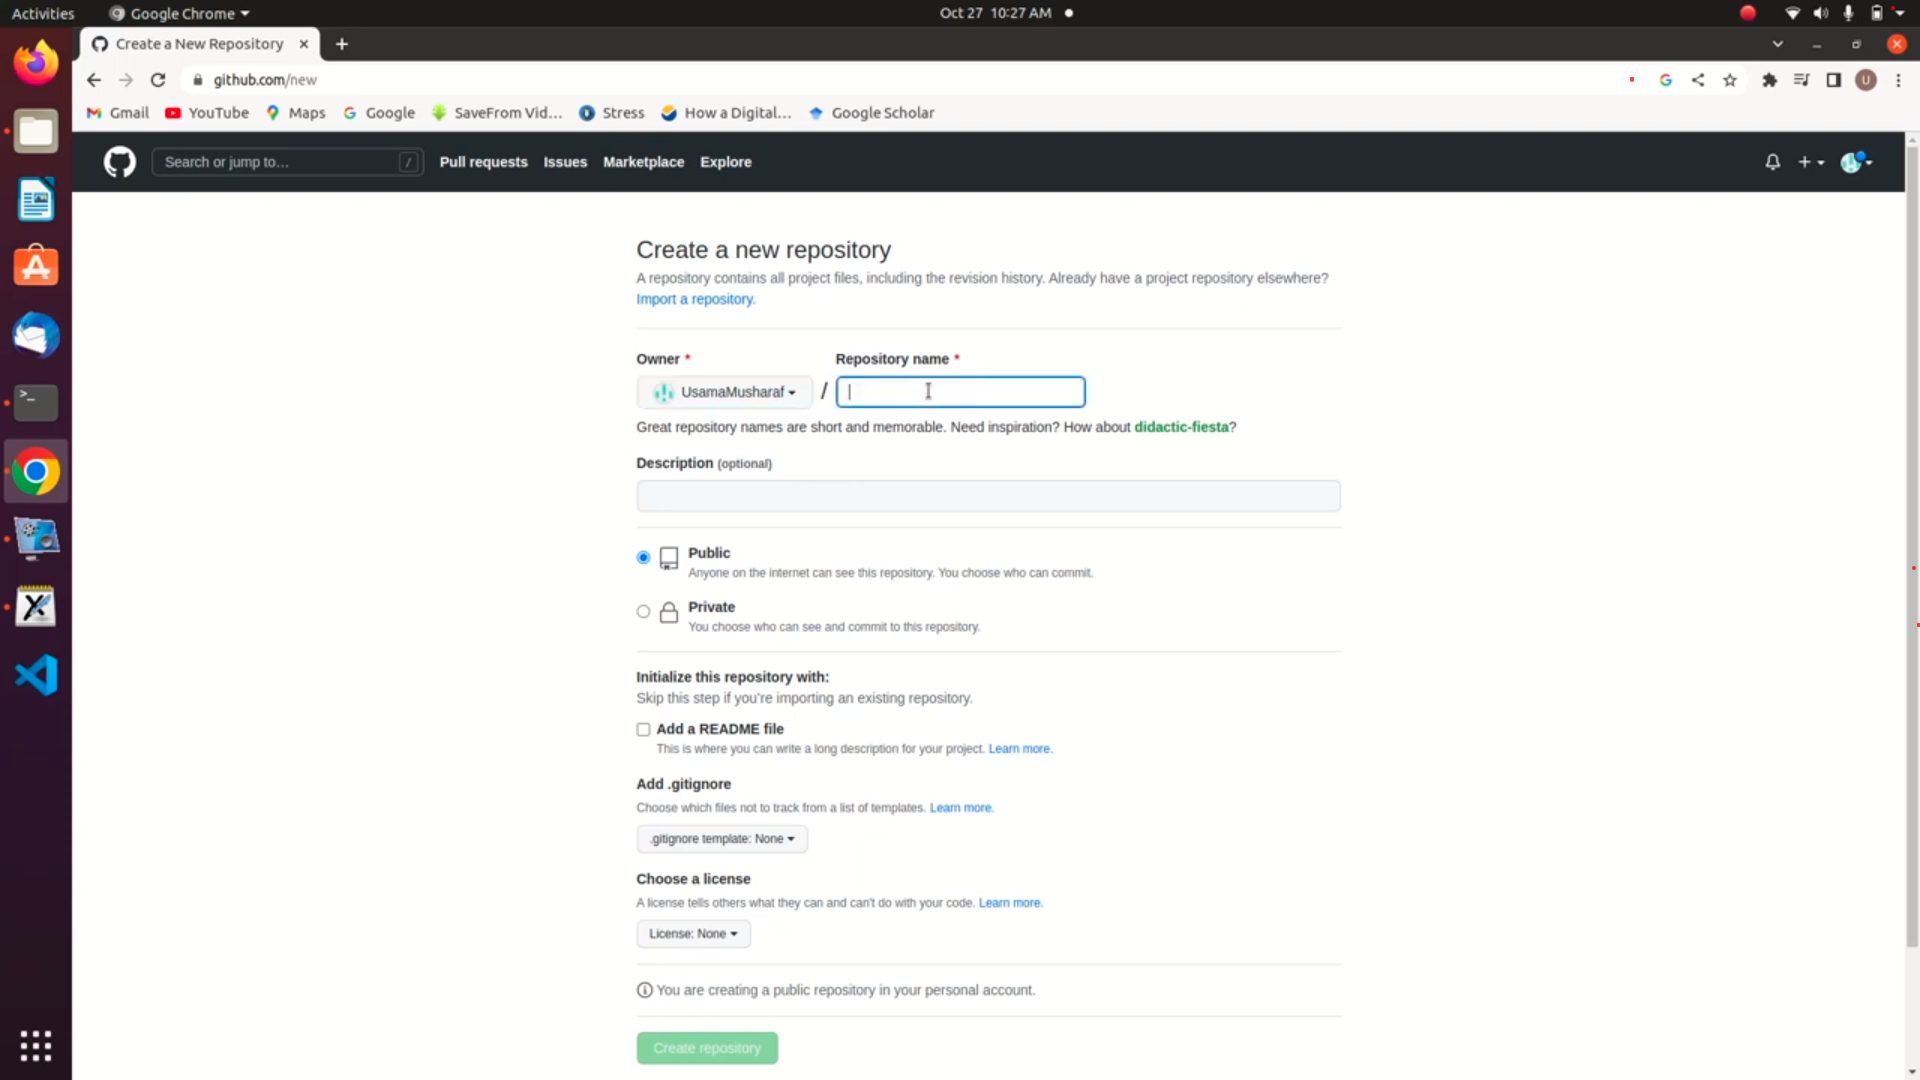 Activities
Google Chrome
Oct 27 10:27 AM
Create a New Repository
github.com/new
U
Gmail
YouTube
Maps
Google
SaveFrom Vid...
Stress
How a Digital...
Google Scholar
Search or jump to...
/
Pull requests
Issues
Marketplace
Explore
Create a new repository
A repository contains all project files, including the revision history. Already have a project repository elsewhere?
Import a repository.
Owner *
Repository name *
UsamaMusharaf
/
Great repository names are short and memorable. Need inspiration? How about didactic-fiesta?
Description (optional)
Public
Anyone on the internet can see this repository. You choose who can commit.
Private
You choose who can see and commit to this repository.
Initialize this repository with:
Skip this step if you're importing an existing repository.
Add a README file
This is where you can write a long description for your project. Learn more.
Add .gitignore
Choose which files not to track from a list of templates. Learn more.
.gitignore template: None
Choose a license
A license tells others what they can and can't do with your code. Learn more.
License: None
You are creating a public repository in your personal account.
Create repository